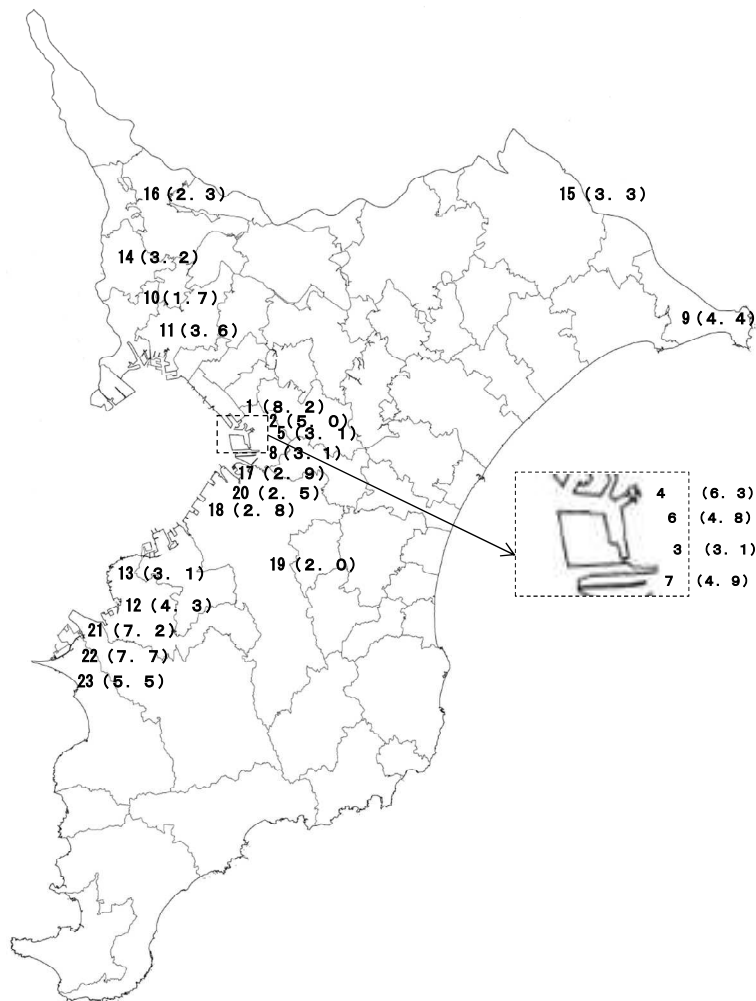 16 (2. 3)
15 (3. 3)
14 (3. 2)
10 (1. 7)
9 (4. 4)
11 (3. 6)
1 (8. 2)
2 (5. 0)
5 (3. 1)
8 (3. 1)
17 (2. 9)
20 (2. 5)
18 (2. 8)
4 (6. 3)
6 (4. 8)
3 (3. 1)
7 (4. 9)
19 (2. 0)
13 (3. 1)
12 (4. 3)
21 (7. 2)
22 (7. 7)
23 (5. 5)